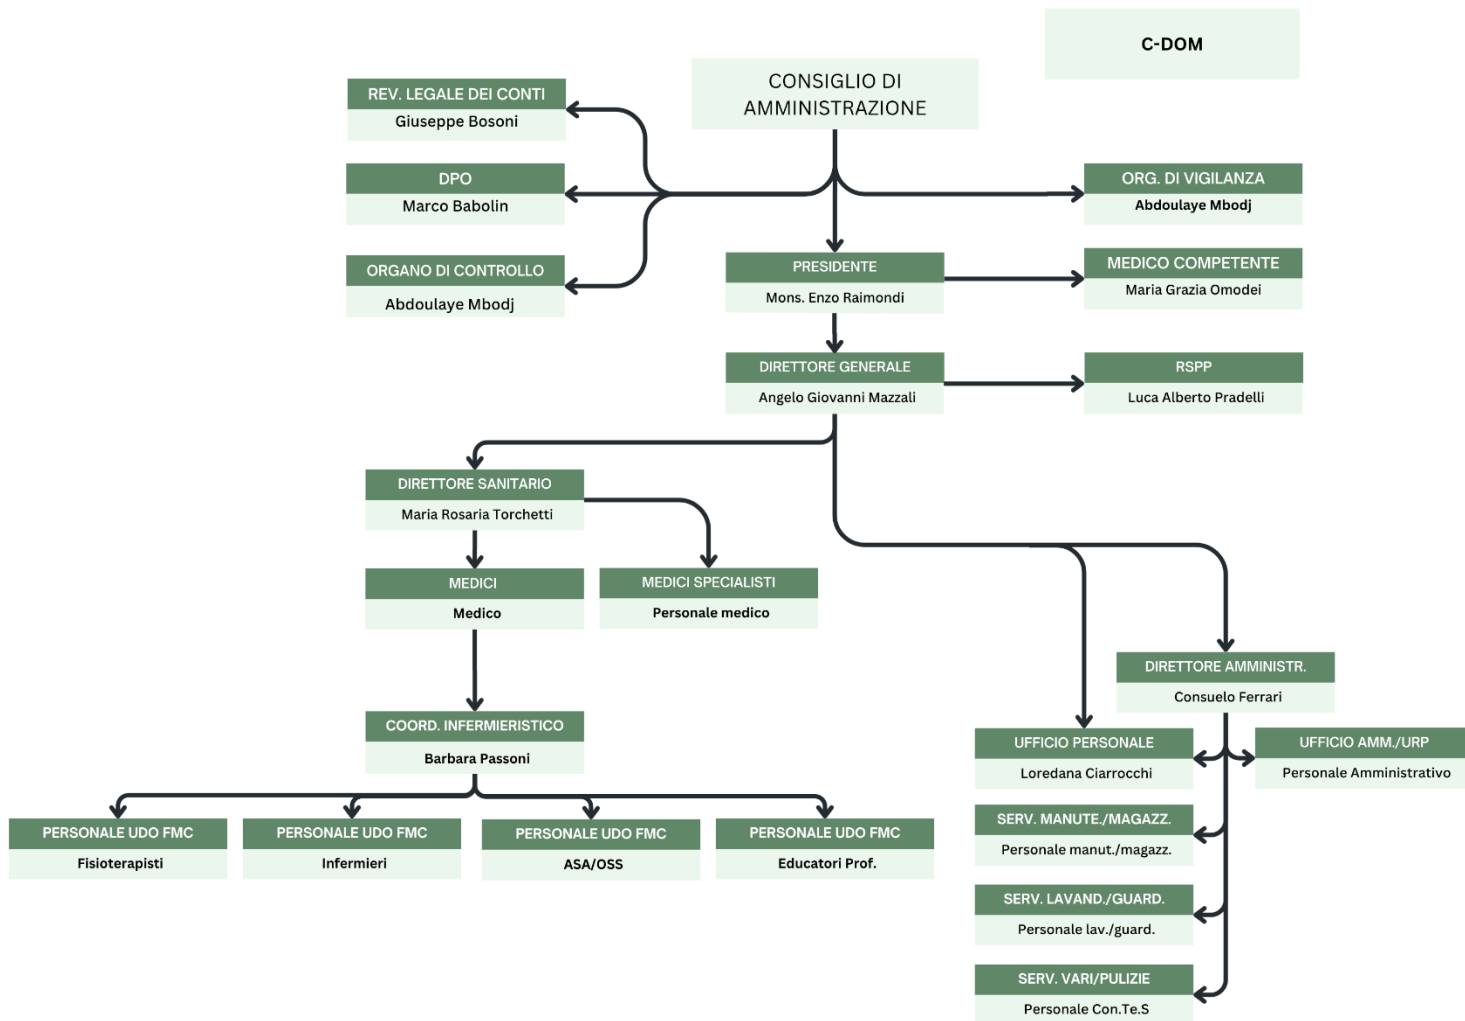 C-DOM
CONSIGLIO DI
AMMINISTRAZIONE
REV. LEGALE DEI CONTI
Giuseppe Bosoni
DPO
Marco Babolin
ORG. DI VIGILANZA
Abdoulaye Mbodj
ORGANO DI CONTROLLO
Abdoulaye Mbodj
PRESIDENTE
Mons. Enzo Raimondi
MEDICO COMPETENTE
Maria Grazia Omodei
DIRETTORE GENERALE
Angelo Giovanni Mazzali
RSPP
Luca Alberto Pradelli
DIRETTORE SANITARIO
Maria Rosaria Torchetti
MEDICI
Medico
MEDICI SPECIALISTI
Personale medico
DIRETTORE AMMINISTR.
Consuelo Ferrari
COORD. INFERMIERISTICO
Barbara Passoni
UFFICIO PERSONALE
Loredana Ciarrocchi
UFFICIO AMM./URP
Personale Amministrativo
PERSONALE UDO FMC
Fisioterapisti
PERSONALE UDO FMC
Infermieri
PERSONALE UDO FMC
ASA/OSS
PERSONALE UDO FMC
Educatori Prof.
SERV. MANUTE./MAGAZZ.
Personale manut./magazz.
SERV. LAVAND./GUARD.
Personale lav./guard.
SERV. VARI/PULIZIE
Personale Con.Te.S